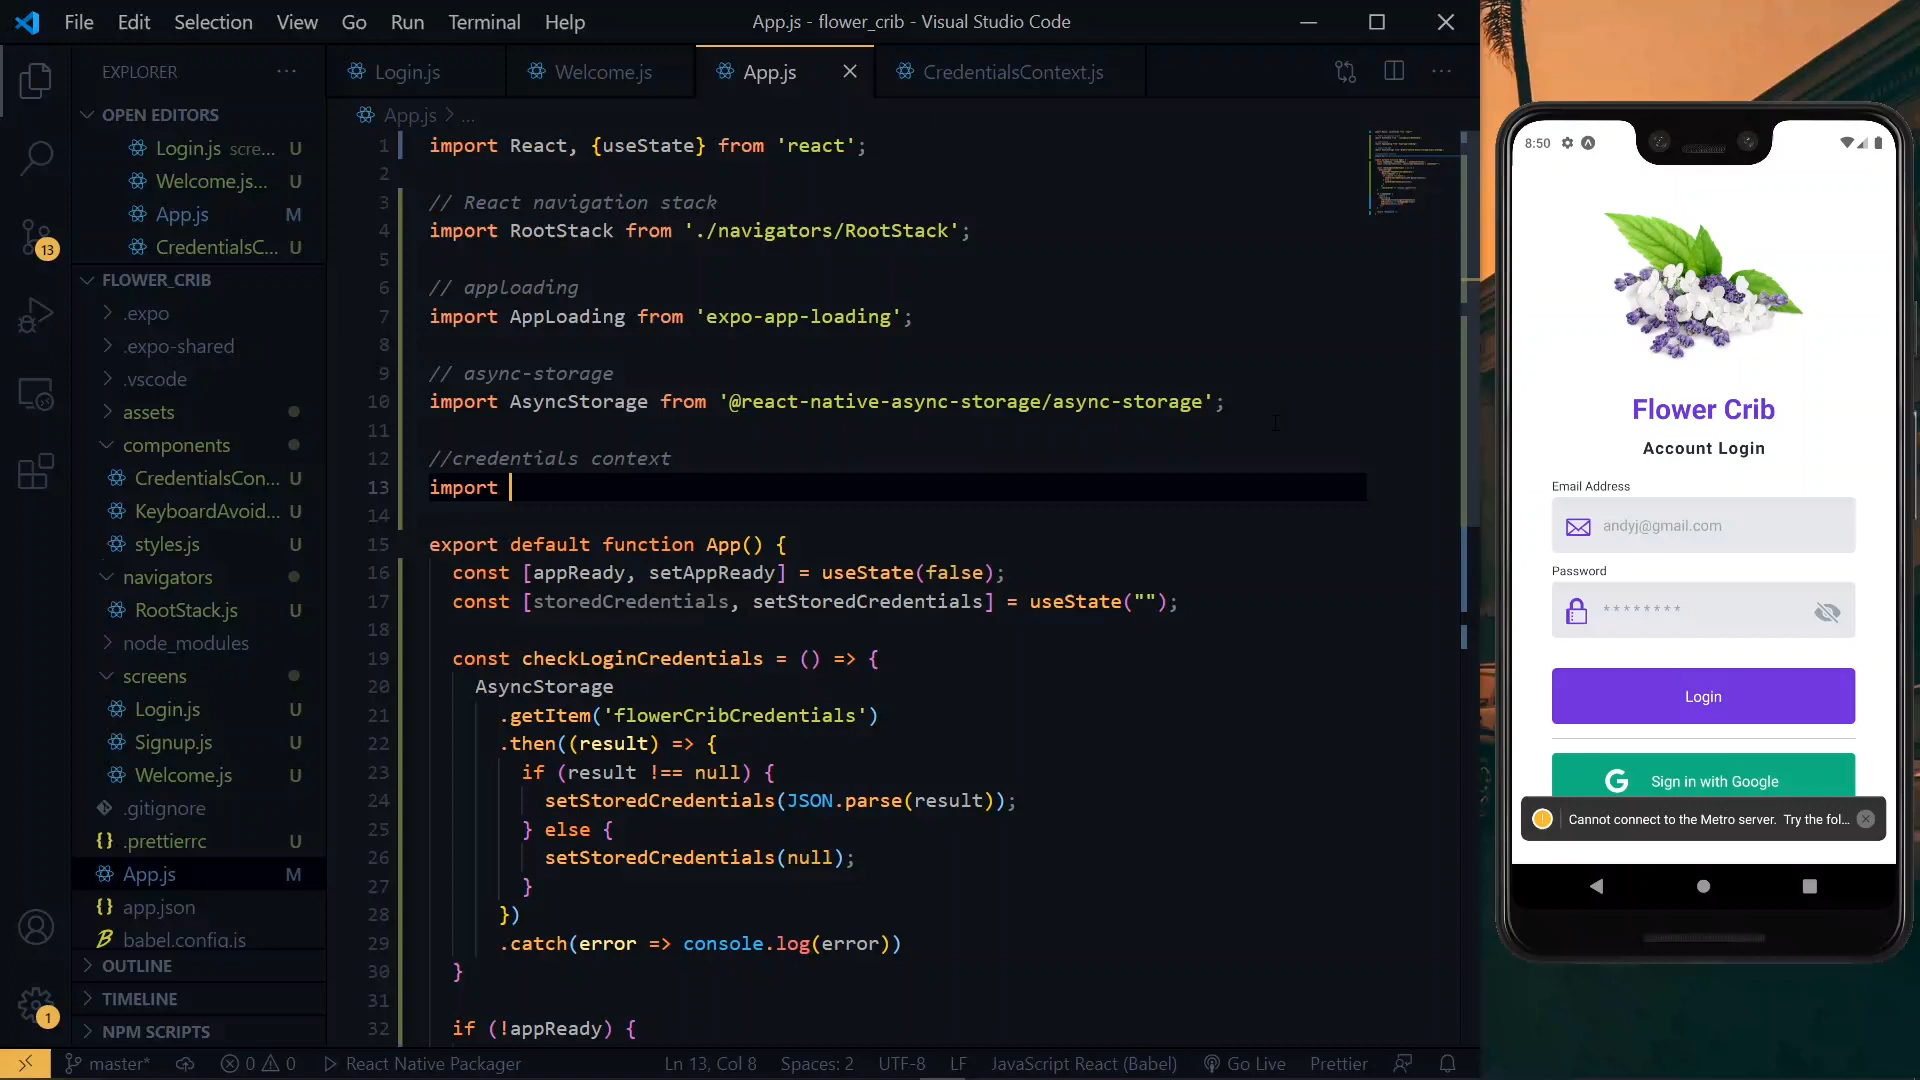 File Edit Selection View Go Run Terminal Help
App.js - flower_crib - Visual Studio Code
EXPLORER
OPEN EDITORS
Login.js scre... U
Welcome.js... U
App.js M
CredentialsC... U
FLOWER_CRIB
.expo
.expo-shared
.vscode
assets
components
CredentialsCon... U
KeyboardAvoid... U
styles.js U
navigators
RootStack.js U
node_modules
screens
Login.js U
Signup.js U
Welcome.js U
.gitignore
{} .prettierrc U
App.js M
{} app.json
babel.config.js
OUTLINE
TIMELINE
NPM SCRIPTS
13
1
Login.js
Welcome.js
App.js
CredentialsContext.js
App.js > ...
1 import React, {useState} from 'react';
2
3 // React navigation stack
4 import RootStack from './navigators/RootStack';
5
6 // apploading
7 import AppLoading from 'expo-app-loading';
8
9 // async-storage
10 import AsyncStorage from '@react-native-async-storage/async-storage';
11
12 //credentials context
13 import
14
15 export default function App() {
16 const [appReady, setAppReady] = useState(false);
17 const [storedCredentials, setStoredCredentials] = useState("");
18
19 const checkLoginCredentials = () => {
20 AsyncStorage
21 .getItem('flowerCribCredentials')
22 .then((result) => {
23 if (result !== null) {
24 setStoredCredentials(JSON.parse(result));
25 } else {
26 setStoredCredentials(null);
27 }
28 })
29 .catch(error => console.log(error))
30 }
31
32 if (!appReady) {
master* 0 0 React Native Packager Ln 13, Col 8 Spaces: 2 UTF-8 LF JavaScript React (Babel) Go Live Prettier
8:50
Flower Crib
Account Login
Email Address
andyj@gmail.com
Password
* * * * * * * *
Login
G Sign in with Google
Cannot connect to the Metro server. Try the fol...